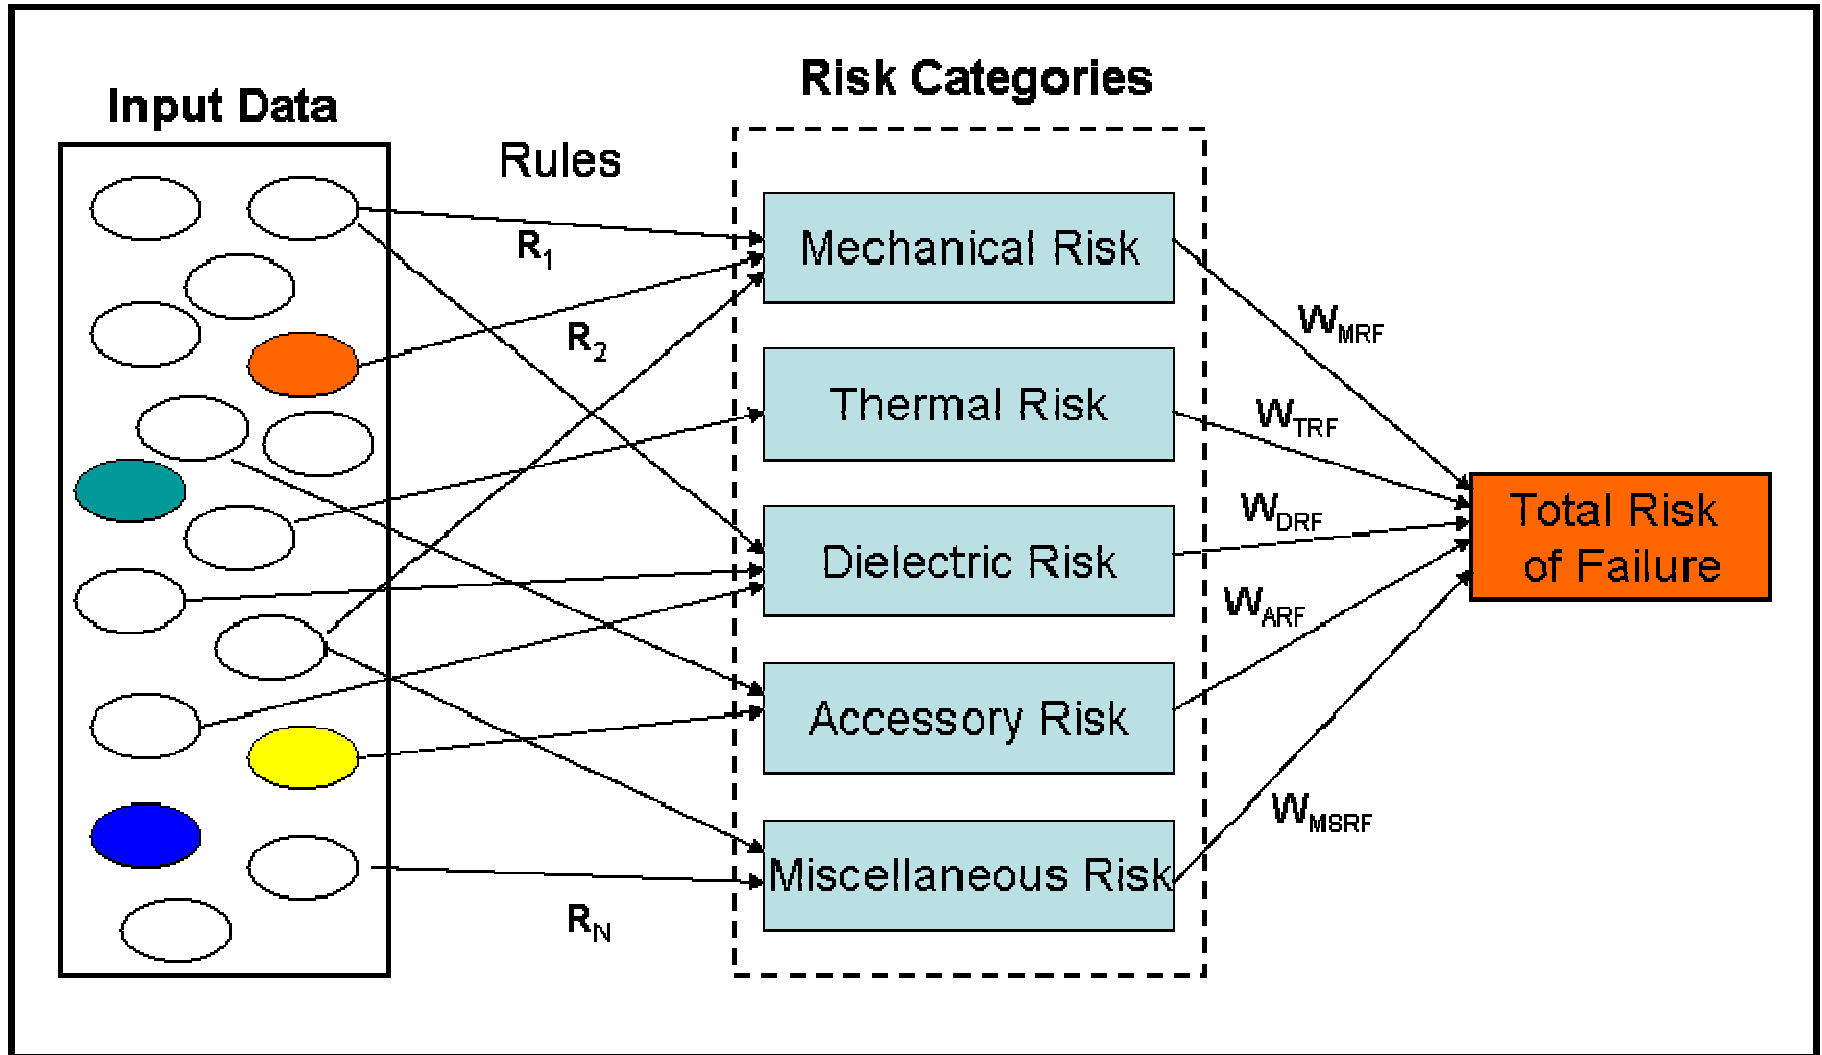 Risk Categories
Input Data
Rules
R1
R2
RN
Mechanical Risk
Thermal Risk
Dielectric Risk
Accessory Risk
Miscellaneous Risk
WMRF
WTRF
WDRF
WARF
WMSRF
Total Risk
of Failure